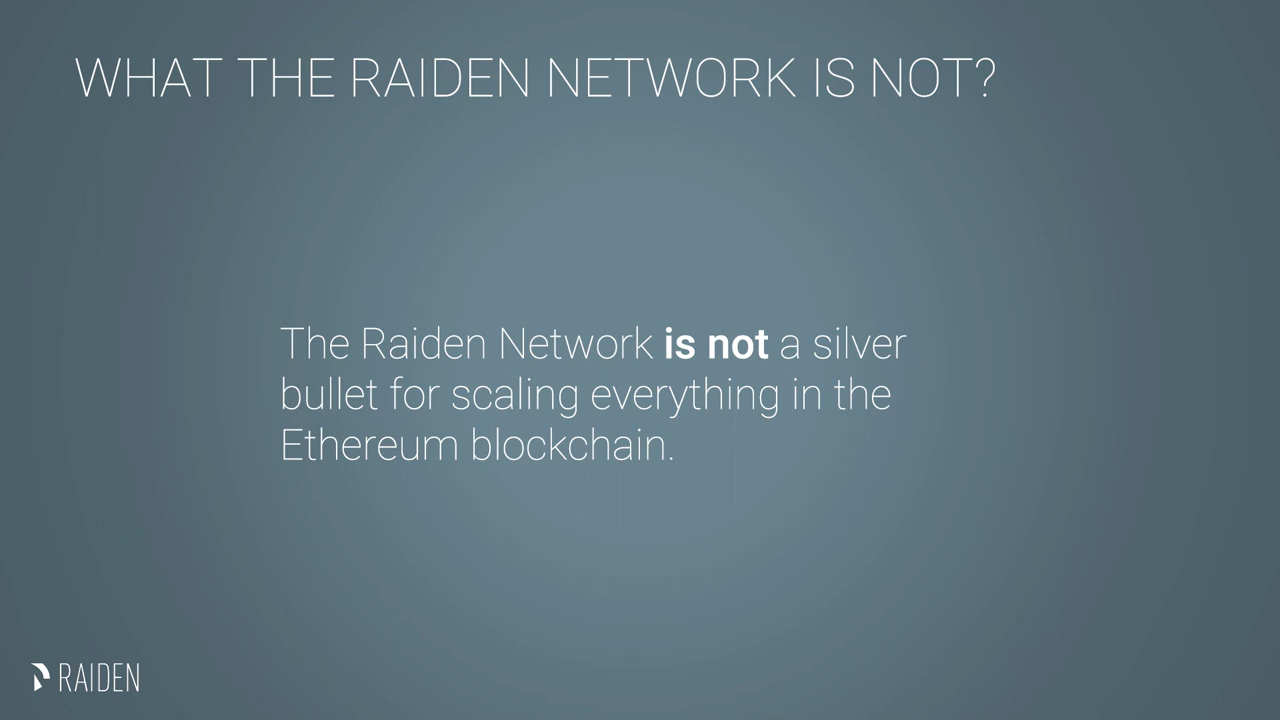 WHAT THE RAIDEN NETWORK IS NOT?
The Raiden Network is not a silver
bullet for scaling everything in the
Ethereum blockchain.
RAIDEN